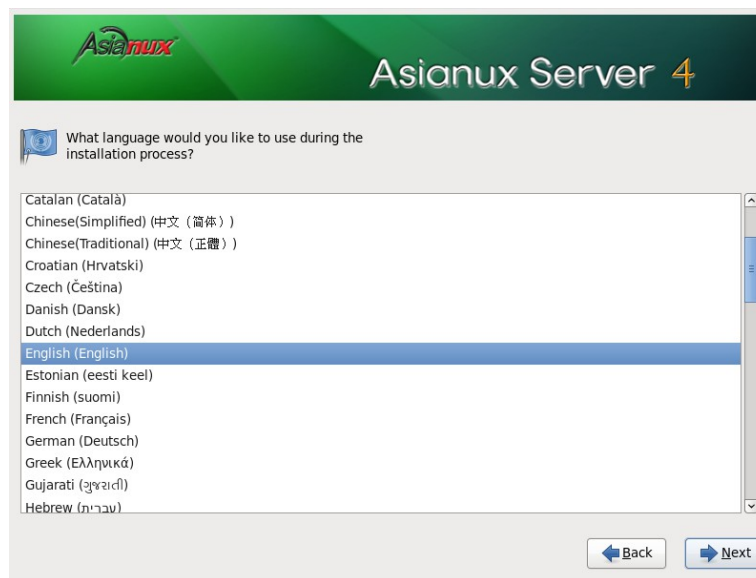 Asianux
Asianux Server 4
What language would you like to use during the
installation process?
Catalan (Català)
Chinese(Simplified) (中文（简体）)
Chinese(Traditional) (中文（正體）)
Croatian (Hrvatski)
Czech (Čeština)
Danish (Dansk)
Dutch (Nederlands)
English (English)
Estonian (eesti keel)
Finnish (suomi)
French (Français)
German (Deutsch)
Greek (Ελληνικά)
Gujarati (ગુજરાતી)
Hebrew (עברית)
Back
Next